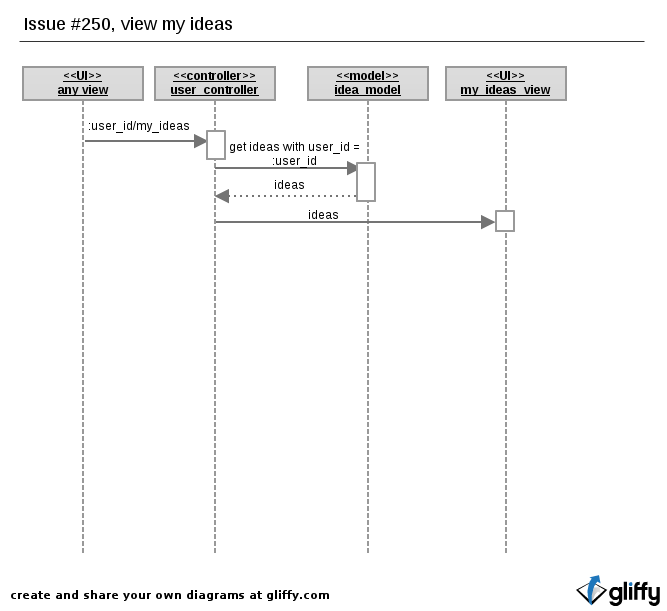 Issue #250, view my ideas
<<UI>>
any view
<<controller>>
user_controller
<<model>>
idea_model
<<UI>>
my_ideas_view
:user_id/my_ideas
get ideas with user_id =
:user_id
ideas
ideas
create and share your own diagrams at gliffy.com
gliffy